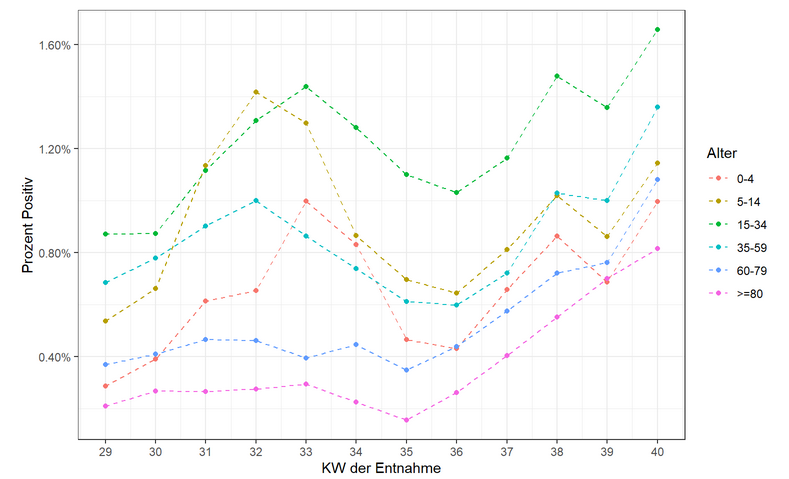 1.60%
1.20%
0.80%
0.40%
Prozent Positiv
29 30 31 32 33 34 35 36 37 38 39 40
KW der Entnahme
Alter
0-4
5-14
15-34
35-59
60-79
>=80